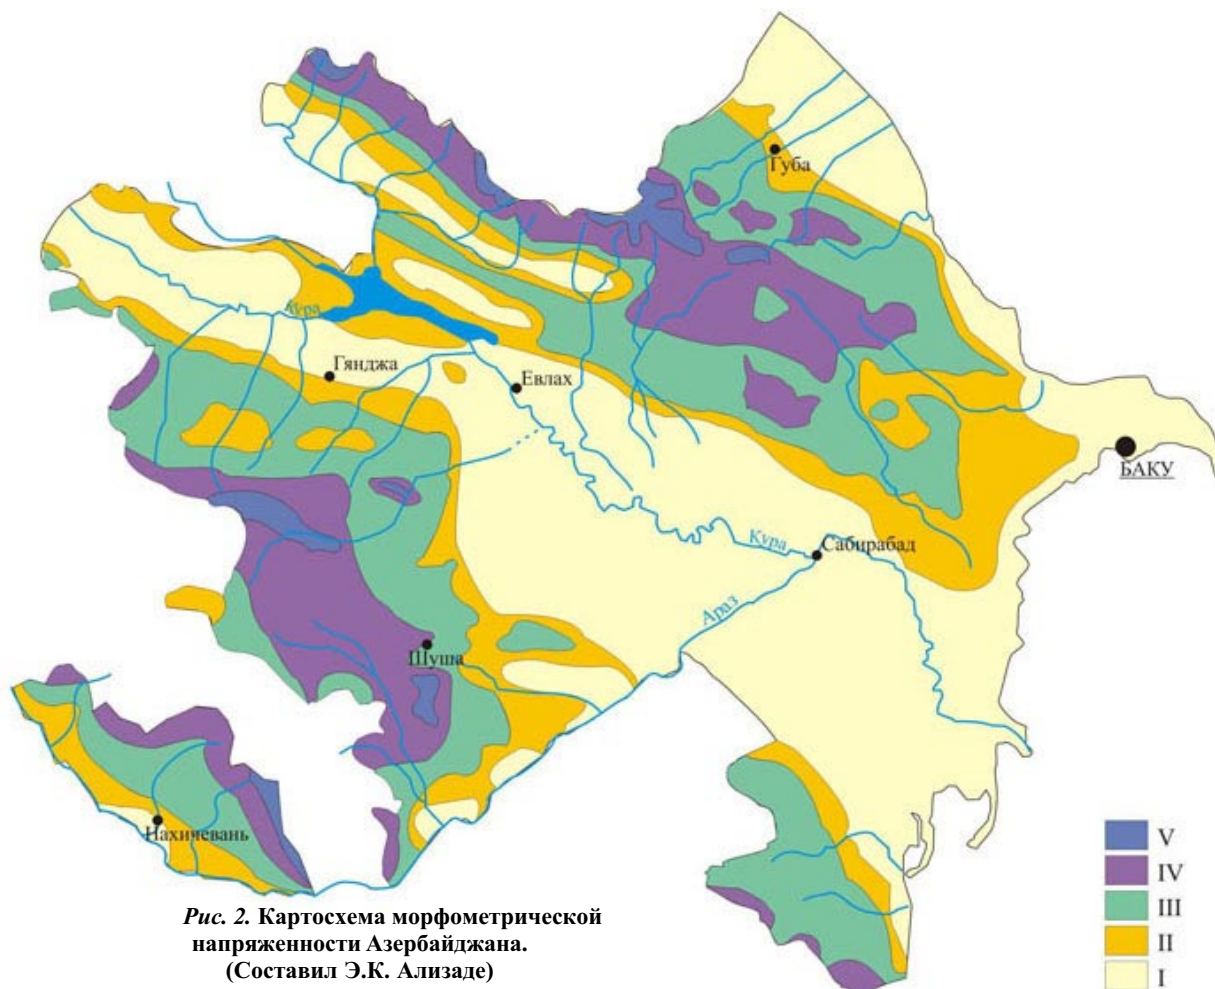 Губа
Кура
Гянджа
Евлах
БАКУ
Кура
Сабирабад
Араз
Шуша
Нахичевань
V
IV
III
II
I
Рис. 2. Картосхема морфометрической
напряженности Азербайджана.
(Составил Э.К. Ализаде)